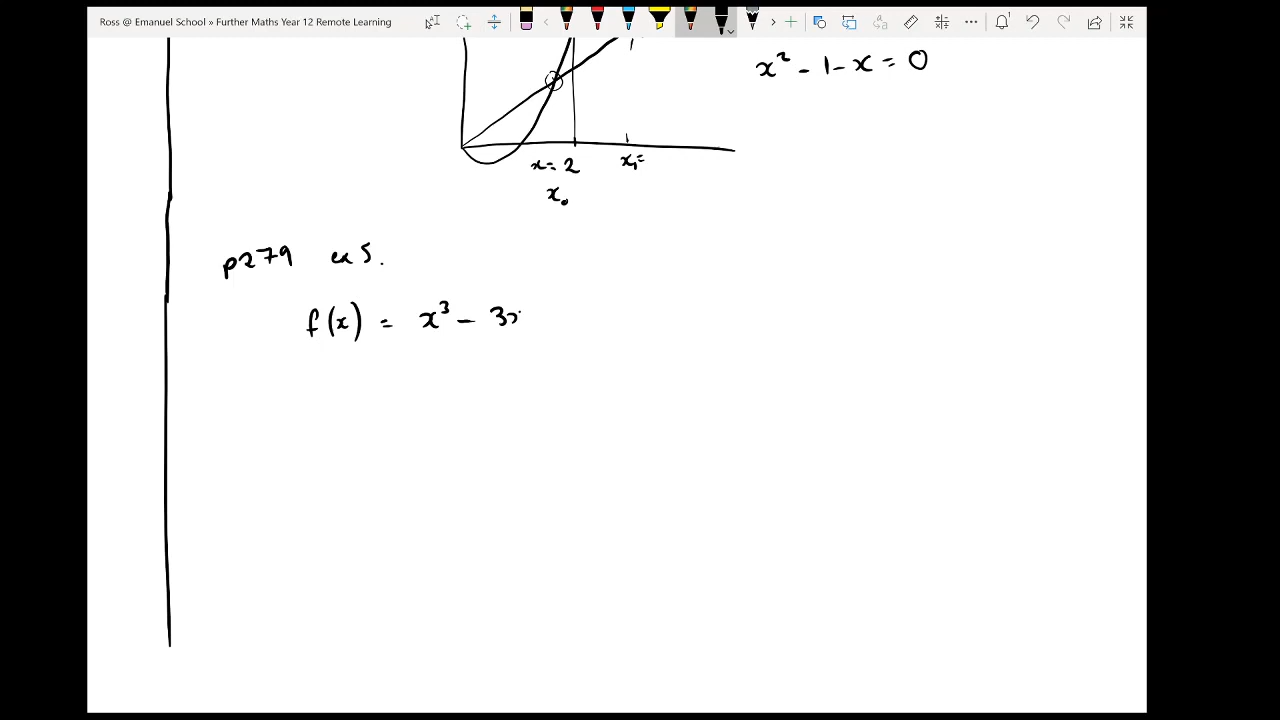 Ross @ Emanuel School » Further Maths Year 12 Remote Learning
x² - 1 - x = 0
x = 2
x₁ =
x₀
p279 ex 5.
f(x) = x³ - 3x